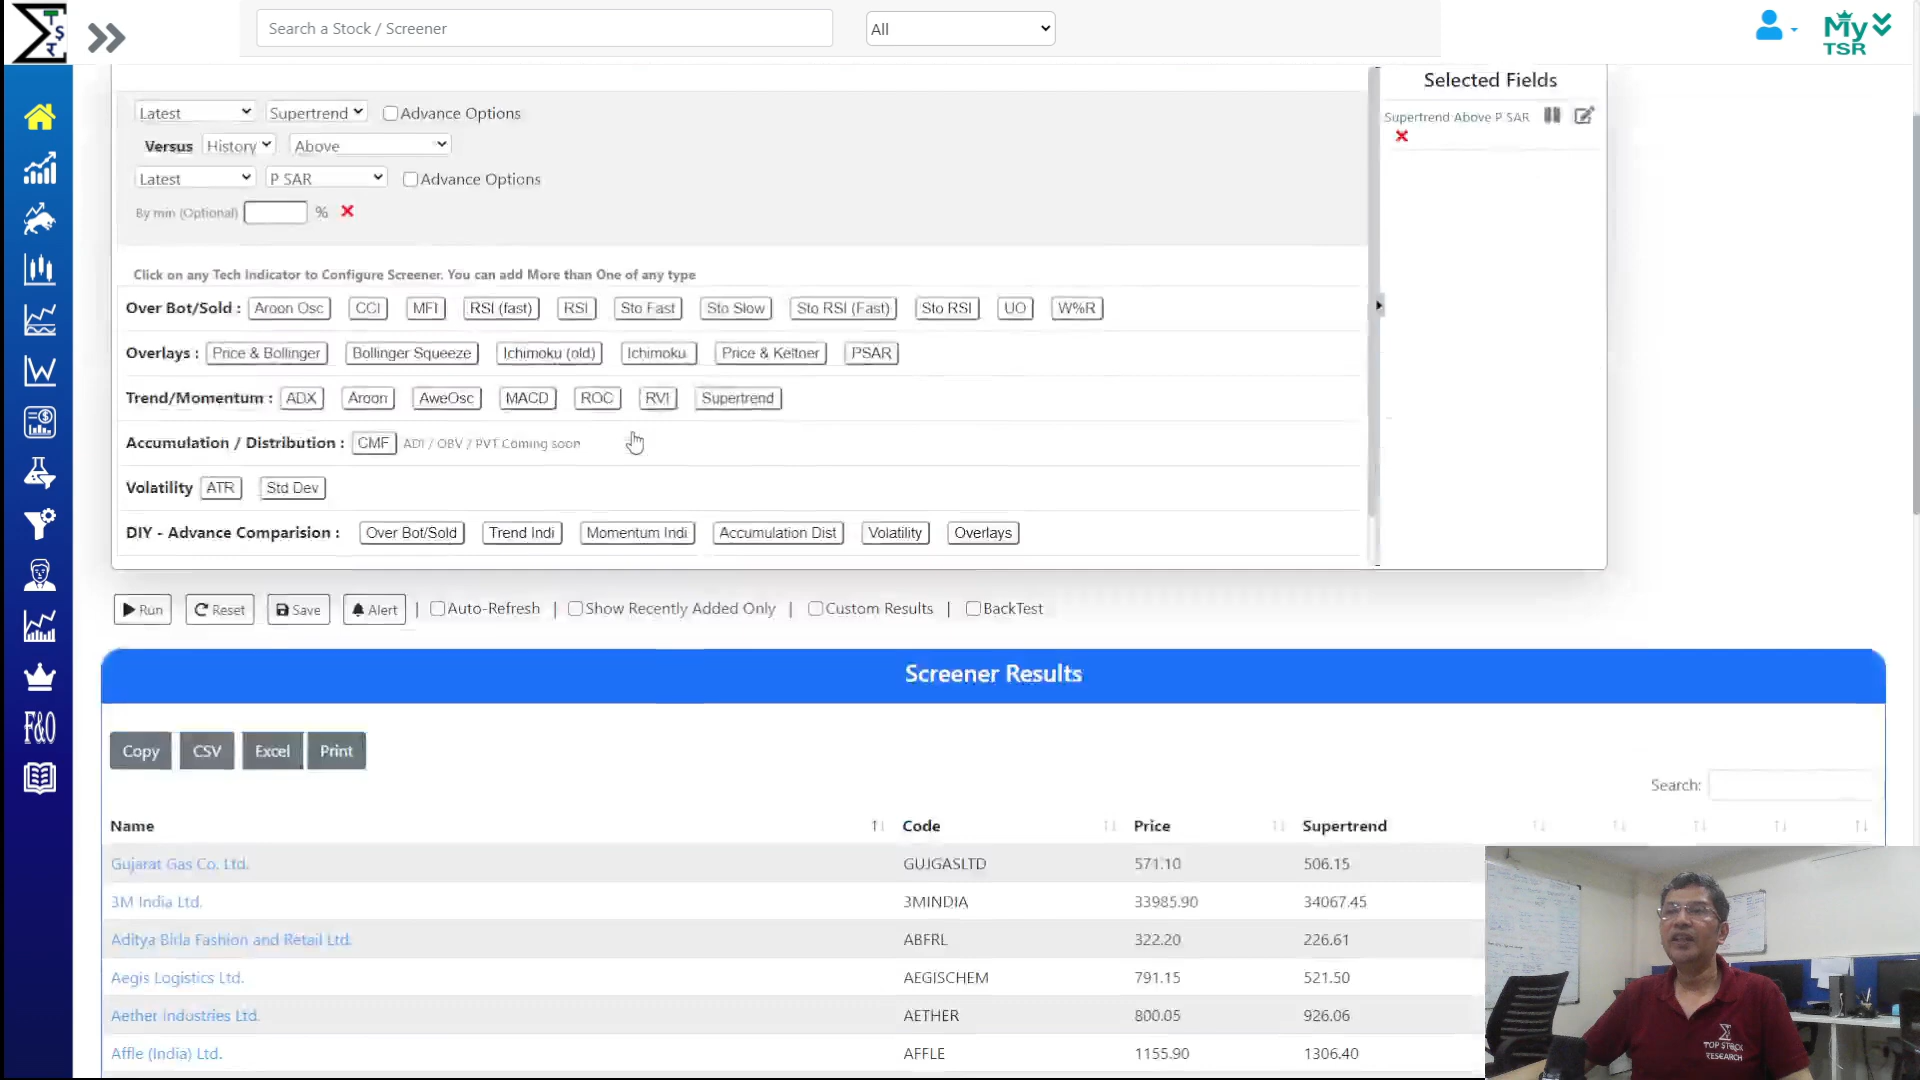 Search a Stock / Screener
All
My
TSR
Selected Fields
Latest
Supertrend
Advance Options
Supertrend Above P SAR
Versus
History
Above
Latest
P SAR
Advance Options
By min (Optional)
%
Click on any Tech Indicator to Configure Screener. You can add More than One of any type
Over Bot/Sold : Aroon Osc CCI MFI RSI (fast) RSI Sto Fast Sto Slow Sto RSI (Fast) Sto RSI UO W%R
Overlays : Price & Bollinger Bollinger Squeeze Ichimoku (old) Ichimoku Price & Keltner PSAR
Trend/Momentum : ADX Aroon AweOsc MACD ROC RVI Supertrend
Accumulation / Distribution : CMF ADI / OBV / PVT Coming soon
Volatility ATR Std Dev
DIY - Advance Comparision : Over Bot/Sold Trend Indi Momentum Indi Accumulation Dist Volatility Overlays
Run Reset Save Alert | Auto-Refresh | Show Recently Added Only | Custom Results | BackTest
Screener Results
Copy CSV Excel Print
Search:
Name Code Price Supertrend
Gujarat Gas Co. Ltd. GUJGASLTD 571.10 506.15
3M India Ltd. 3MINDIA 33985.90 34067.45
Aditya Birla Fashion and Retail Ltd. ABFRL 322.20 226.61
Aegis Logistics Ltd. AEGISCHEM 791.15 521.50
Aether Industries Ltd. AETHER 800.05 926.06
Affle (India) Ltd. AFFLE 1155.90 1306.40
F&O
TOP STOCK
RESEARCH